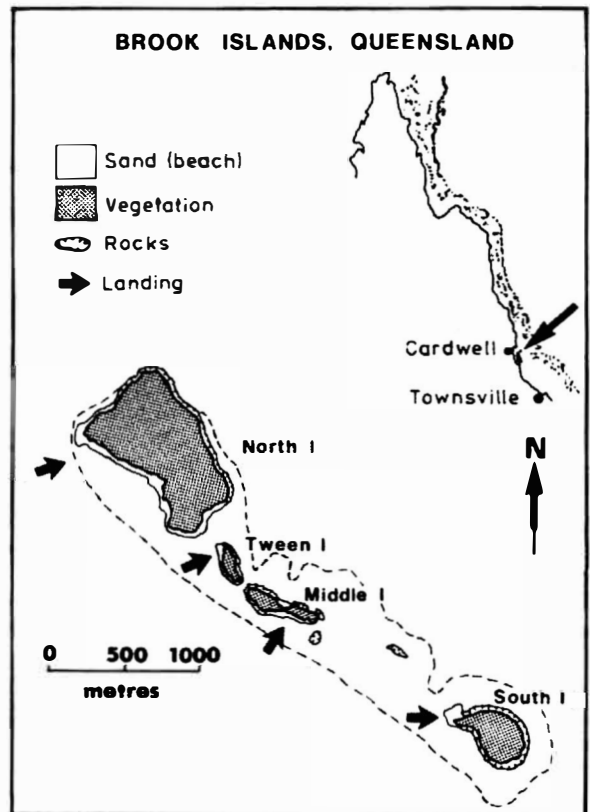 BROOK ISLANDS, QUEENSLAND
Sand (beach)
Vegetation
Rocks
Landing
Cardwell
Townsville
N
North I
Tween I
Middle I
0 500 1000
metres
South I